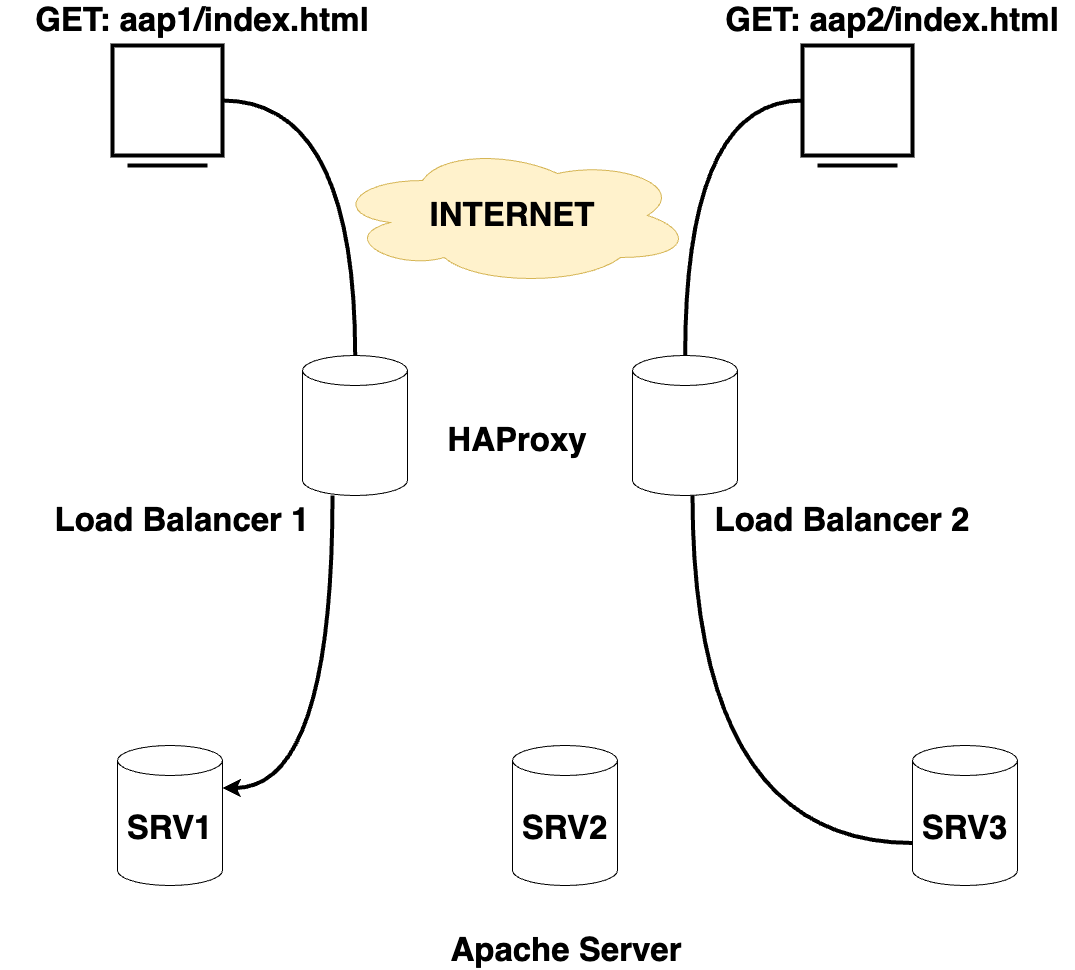 GET: aap1/index.html
GET: aap2/index.html
INTERNET
HAProxy
Load Balancer 1
Load Balancer 2
SRV1
SRV2
SRV3
Apache Server